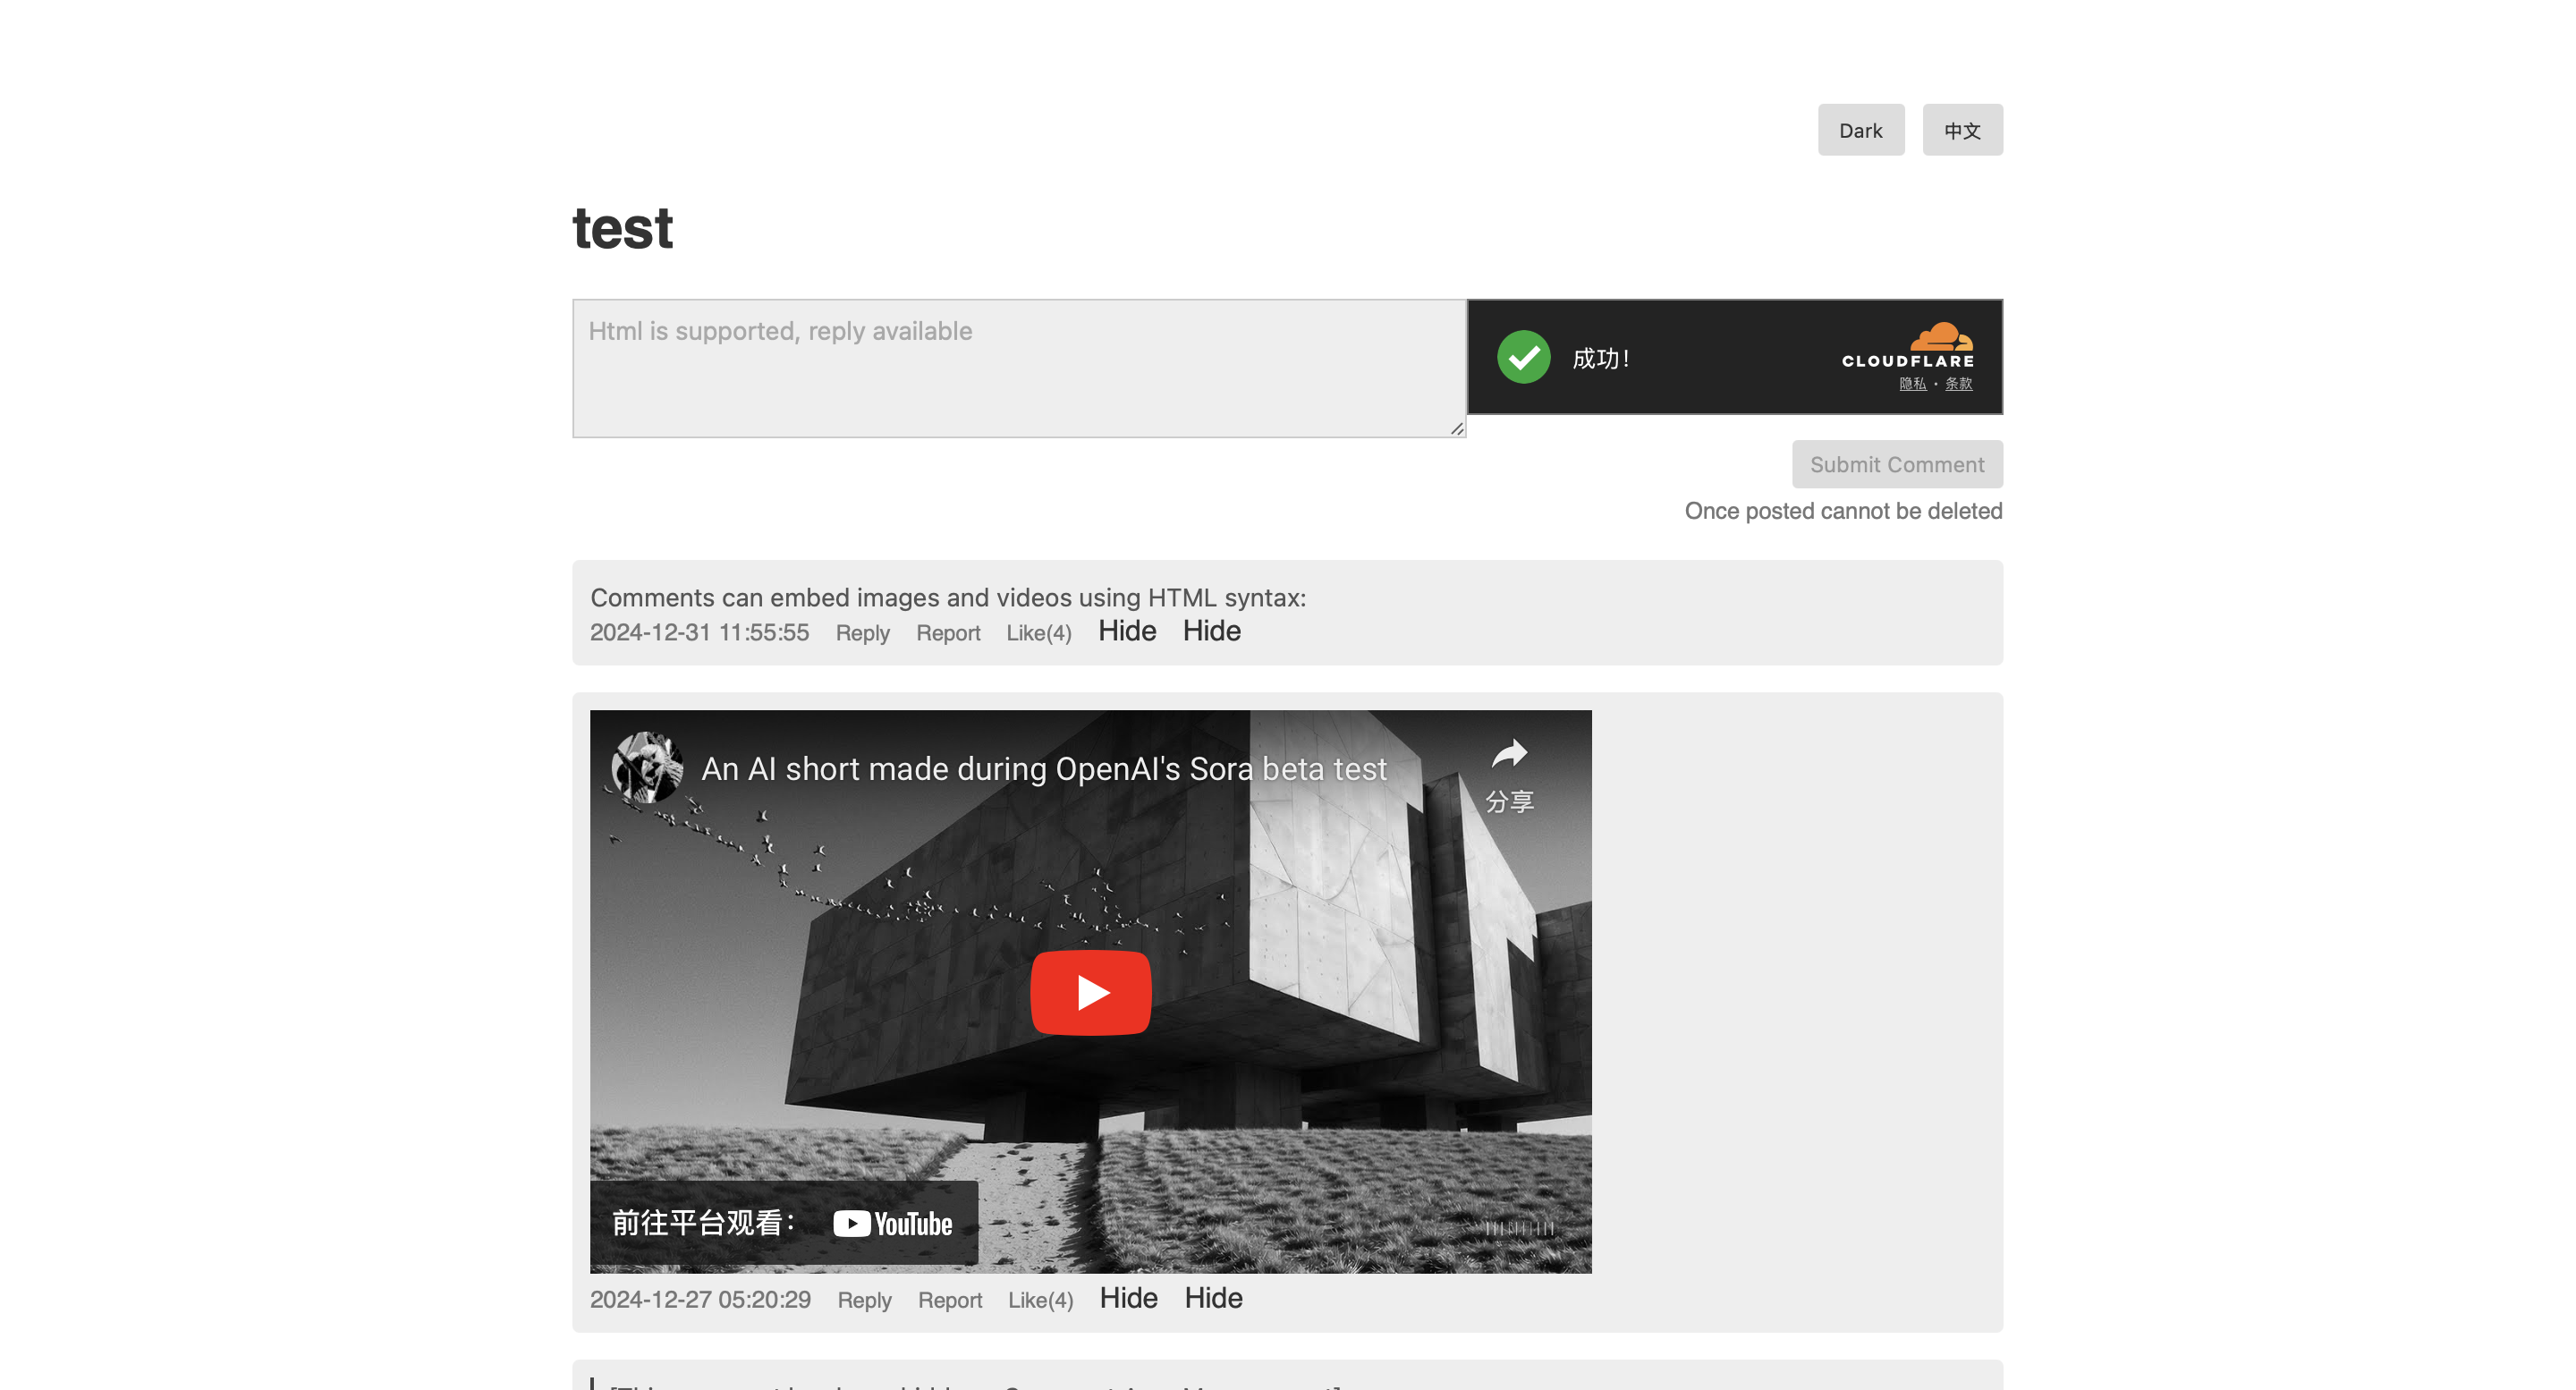 Dark 中文
test
Html is supported, reply available
成功!
CLOUDFLARE
隐私 · 条款
Submit Comment
Once posted cannot be deleted
Comments can embed images and videos using HTML syntax:
2024-12-31 11:55:55 Reply Report Like(4) Hide Hide
An AI short made during OpenAI's Sora beta test
分享
前往平台观看: YouTube
2024-12-27 05:20:29 Reply Report Like(4) Hide Hide